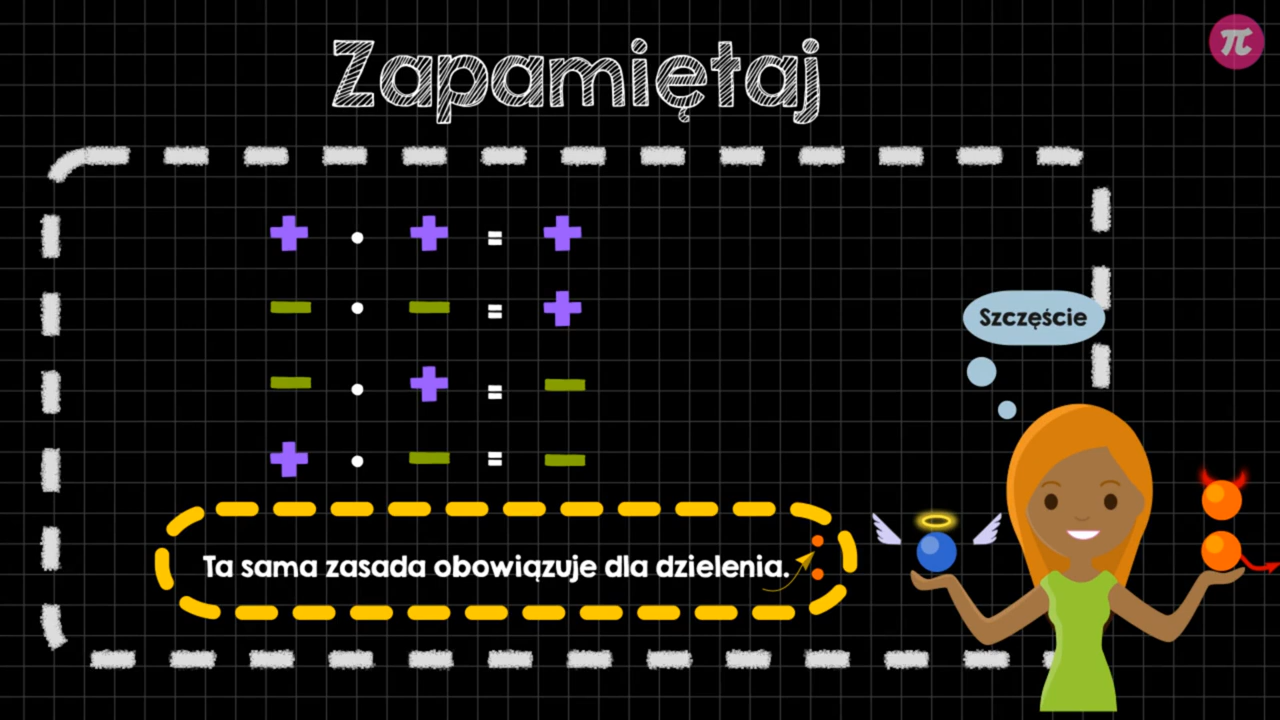 Zapamiętaj
π
+ · + = +
− · − = +
− · + = −
+ · − = −
Szczęście
Ta sama zasada obowiązuje dla dzielenia. :